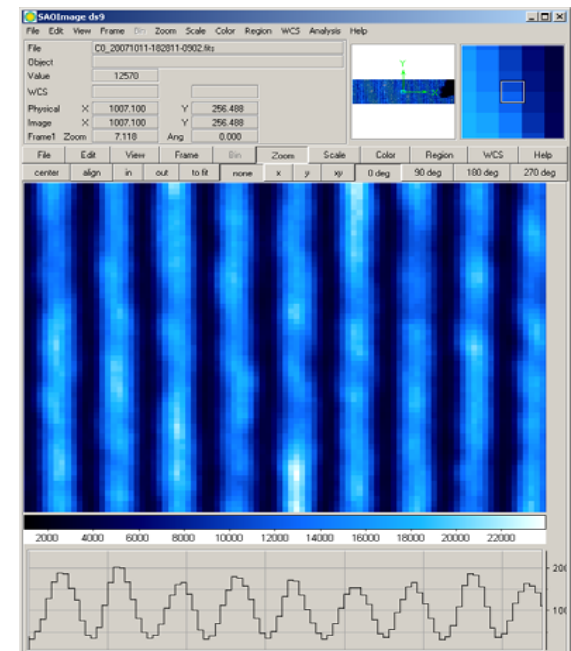 SAOImage ds9
File Edit View Frame Bin Zoom Scale Color Region WCS Analysis Help
File C0_20071011-182811-0902.fits
Object
Value 12570
WCS
Physical X 1007.100 Y 256.488
Image X 1007.100 Y 256.488
Frame1 Zoom 7.118 Ang 0.000
Y
X
File Edit View Frame Bin Zoom Scale Color Region WCS Help
center align in out to fit none x y xy 0 deg 90 deg 180 deg 270 deg
2000 4000 6000 8000 10000 12000 14000 16000 18000 20000 22000